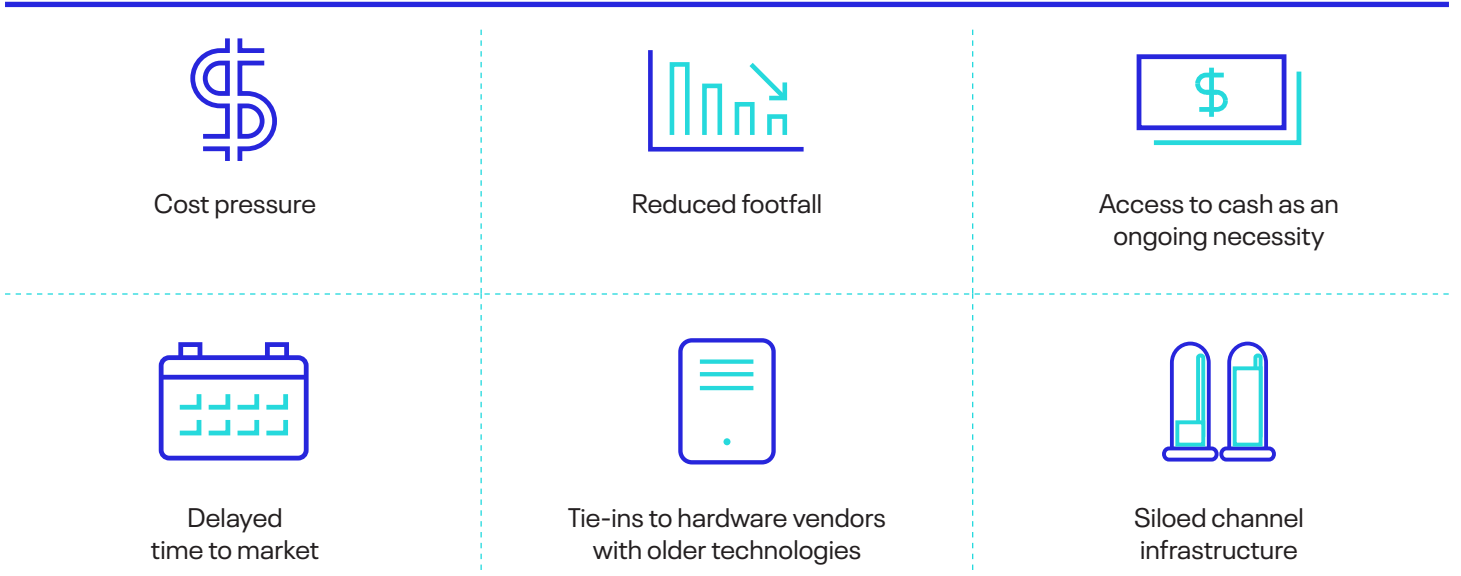 $
Cost pressure
Reduced footfall
$
Access to cash as an
ongoing necessity
Delayed
time to market
Tie-ins to hardware vendors
with older technologies
Siloed channel
infrastructure